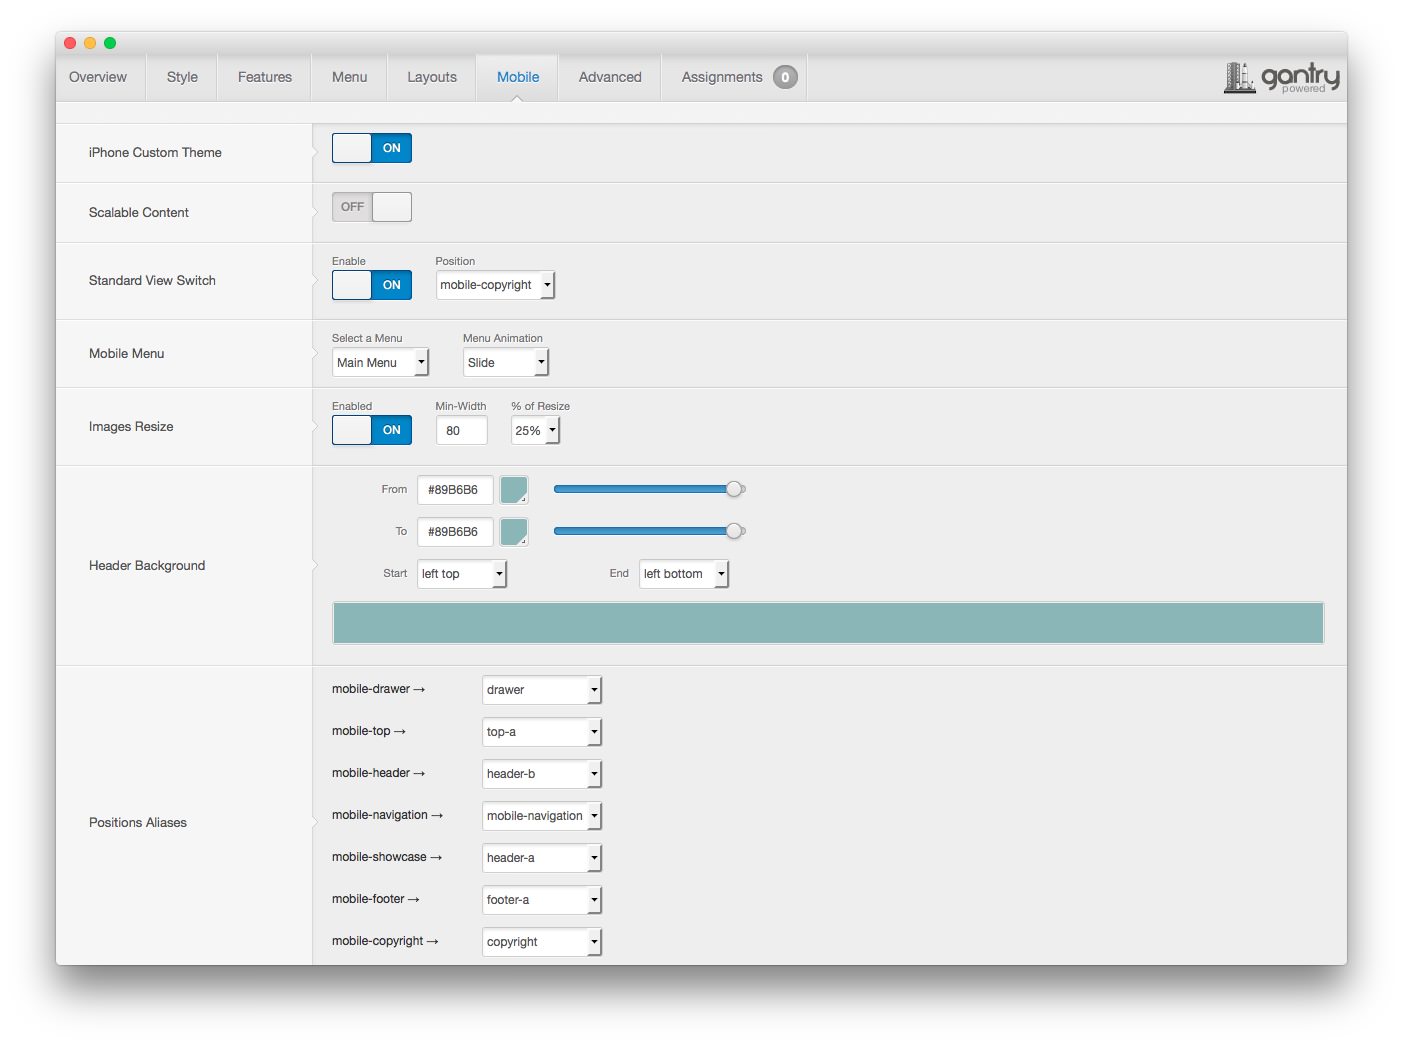 Overview Style Features Menu Layouts Mobile Advanced Assignments 0
gantry
powered
iPhone Custom Theme ON
Scalable Content OFF
Standard View Switch
Enable Position
ON mobile-copyright
Mobile Menu
Select a Menu Menu Animation
Main Menu Slide
Images Resize
Enabled Min-Width % of Resize
ON 80 25%
Header Background
From #89B6B6
To #89B6B6
Start left top End left bottom
Positions Aliases
mobile-drawer → drawer
mobile-top → top-a
mobile-header → header-b
mobile-navigation → mobile-navigation
mobile-showcase → header-a
mobile-footer → footer-a
mobile-copyright → copyright